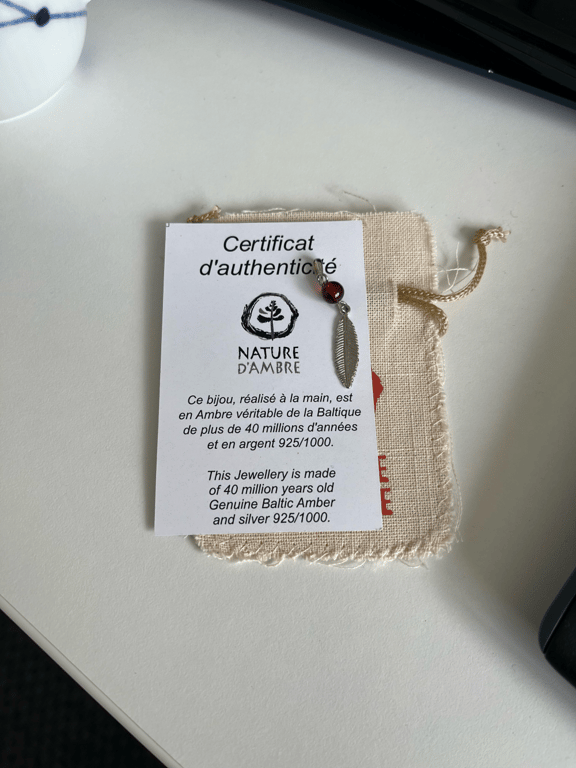 Certificat
d'authenticité
NATURE
D'AMBRE
Ce bijou, réalisé à la main, est
en Ambre véritable de la Baltique
de plus de 40 millions d'années
et en argent 925/1000.
This Jewellery is made
of 40 million years old
Genuine Baltic Amber
and silver 925/1000.